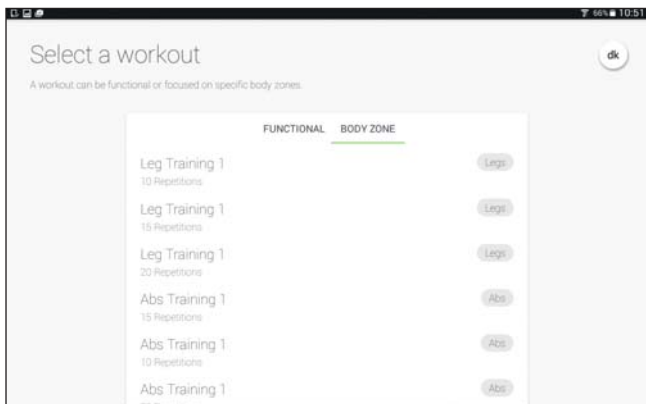 66% 10:51
Select a workout
dk
A workout can be functional or focused on specific body zones.
FUNCTIONAL BODY ZONE
Leg Training 1 Legs
10 Repetitions
Leg Training 1 Legs
15 Repetitions
Leg Training 1 Legs
20 Repetitions
Abs Training 1 Abs
15 Repetitions
Abs Training 1 Abs
10 Repetitions
Abs Training 1 Abs